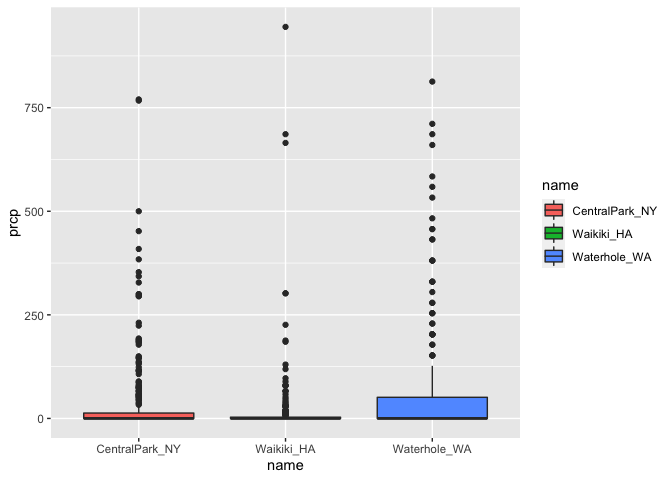 750
500
250
0
prcp
CentralPark_NY
Waikiki_HA
Waterhole_WA
name
name
CentralPark_NY
Waikiki_HA
Waterhole_WA